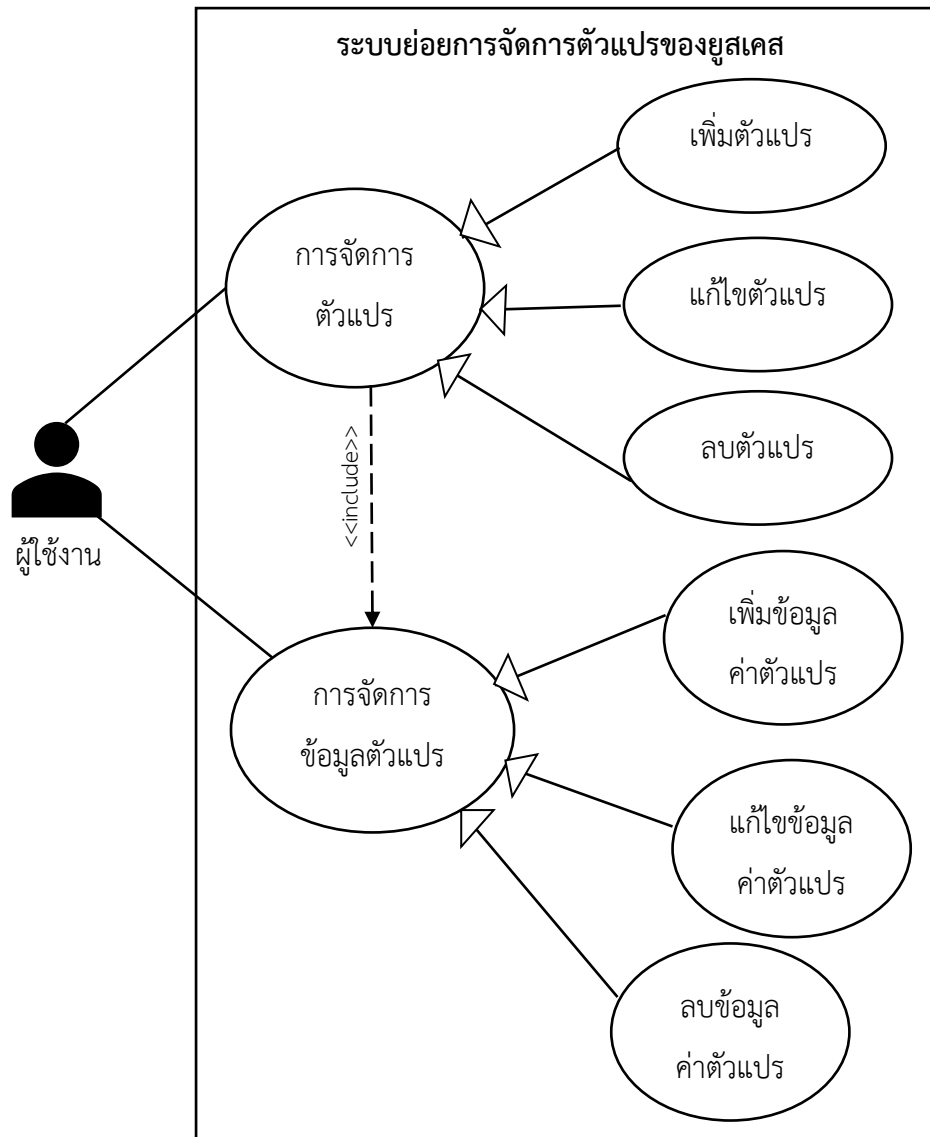 ระบบย่อยการจัดการตัวแปรของยูสเคส
เพิ่มตัวแปร
การจัดการ
ตัวแปร
แก้ไขตัวแปร
ลบตัวแปร
<<include>>
ผู้ใช้งาน
เพิ่มข้อมูล
ค่าตัวแปร
การจัดการ
ข้อมูลตัวแปร
แก้ไขข้อมูล
ค่าตัวแปร
ลบข้อมูล
ค่าตัวแปร